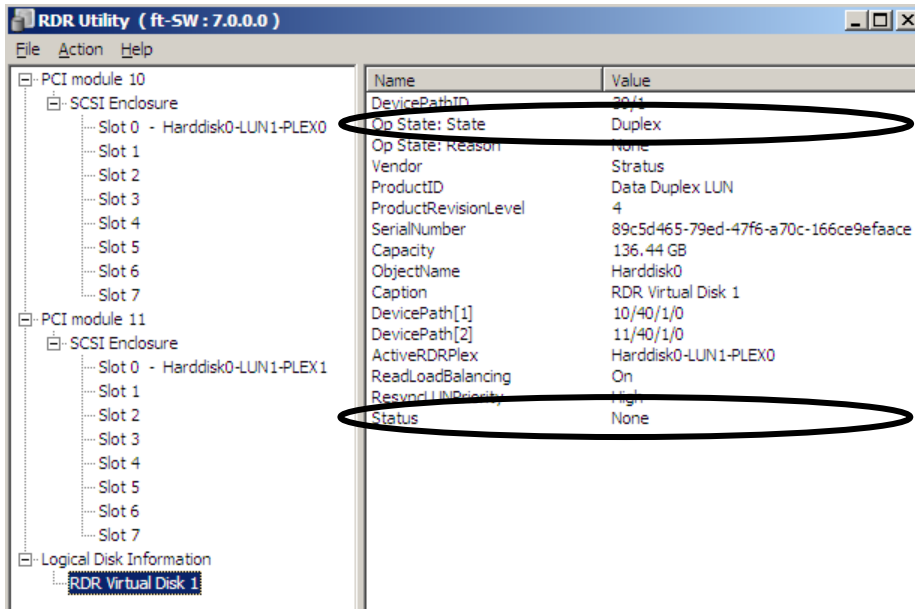 RDR Utility ( ft-SW : 7.0.0.0 )
File Action Help
PCI module 10
SCSI Enclosure
Slot 0 - Harddisk0-LUN1-PLEX0
Slot 1
Slot 2
Slot 3
Slot 4
Slot 5
Slot 6
Slot 7
PCI module 11
SCSI Enclosure
Slot 0 - Harddisk0-LUN1-PLEX1
Slot 1
Slot 2
Slot 3
Slot 4
Slot 5
Slot 6
Slot 7
Logical Disk Information
RDR Virtual Disk 1
Name Value
DevicePathID 39/1
Op State: State Duplex
Op State: Reason None
Vendor Stratus
ProductID Data Duplex LUN
ProductRevisionLevel 4
SerialNumber 89c5d465-79ed-47f6-a70c-166ce9efaace
Capacity 136.44 GB
ObjectName Harddisk0
Caption RDR Virtual Disk 1
DevicePath[1] 10/40/1/0
DevicePath[2] 11/40/1/0
ActiveRDRPlex Harddisk0-LUN1-PLEX0
ReadLoadBalancing On
ResyncLUNPriority High
Status None